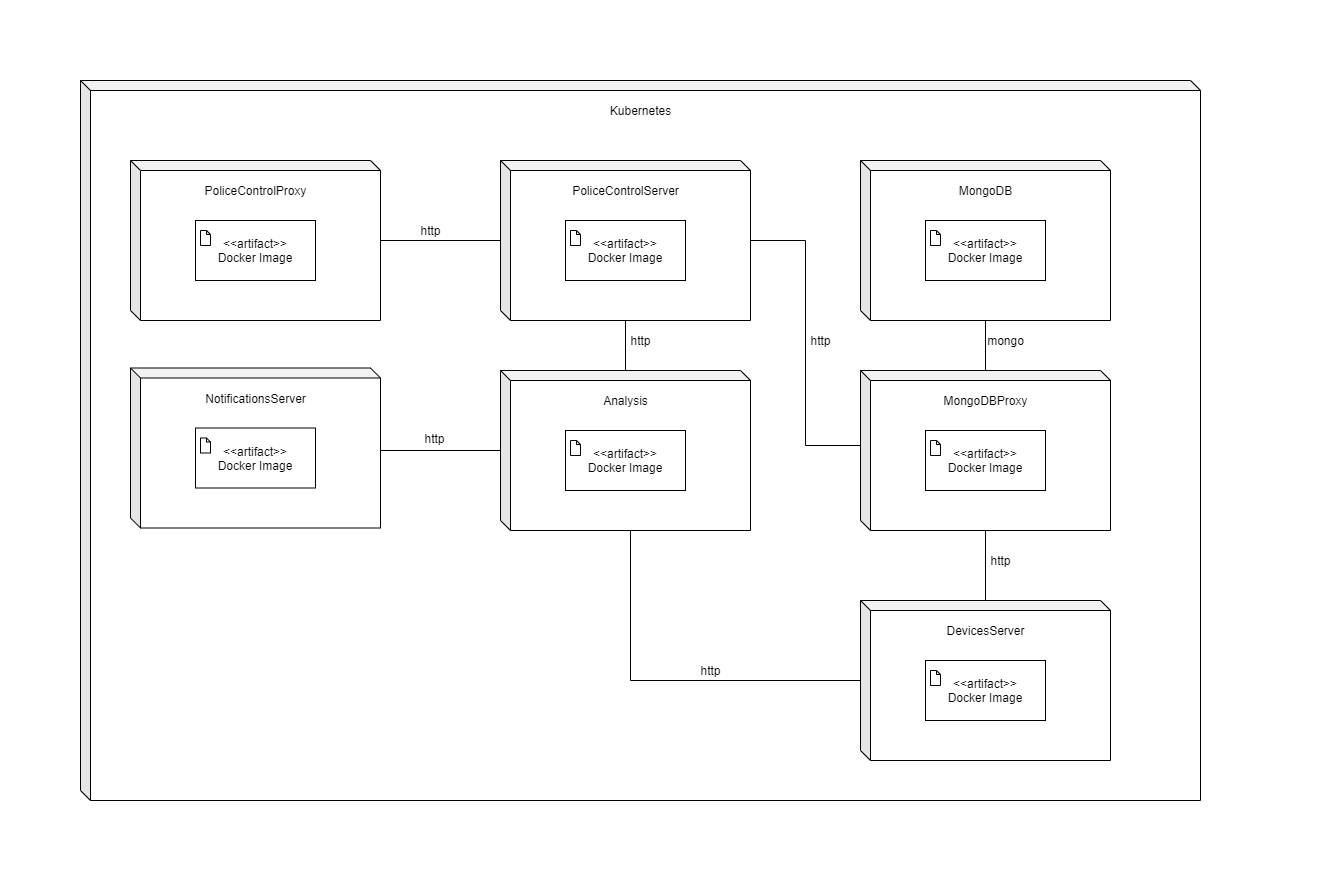 Kubernetes
PoliceControlProxy
<<artifact>>
Docker Image
http
PoliceControlServer
<<artifact>>
Docker Image
MongoDB
<<artifact>>
Docker Image
http
http
mongo
NotificationsServer
<<artifact>>
Docker Image
http
Analysis
<<artifact>>
Docker Image
MongoDBProxy
<<artifact>>
Docker Image
http
DevicesServer
<<artifact>>
Docker Image
http